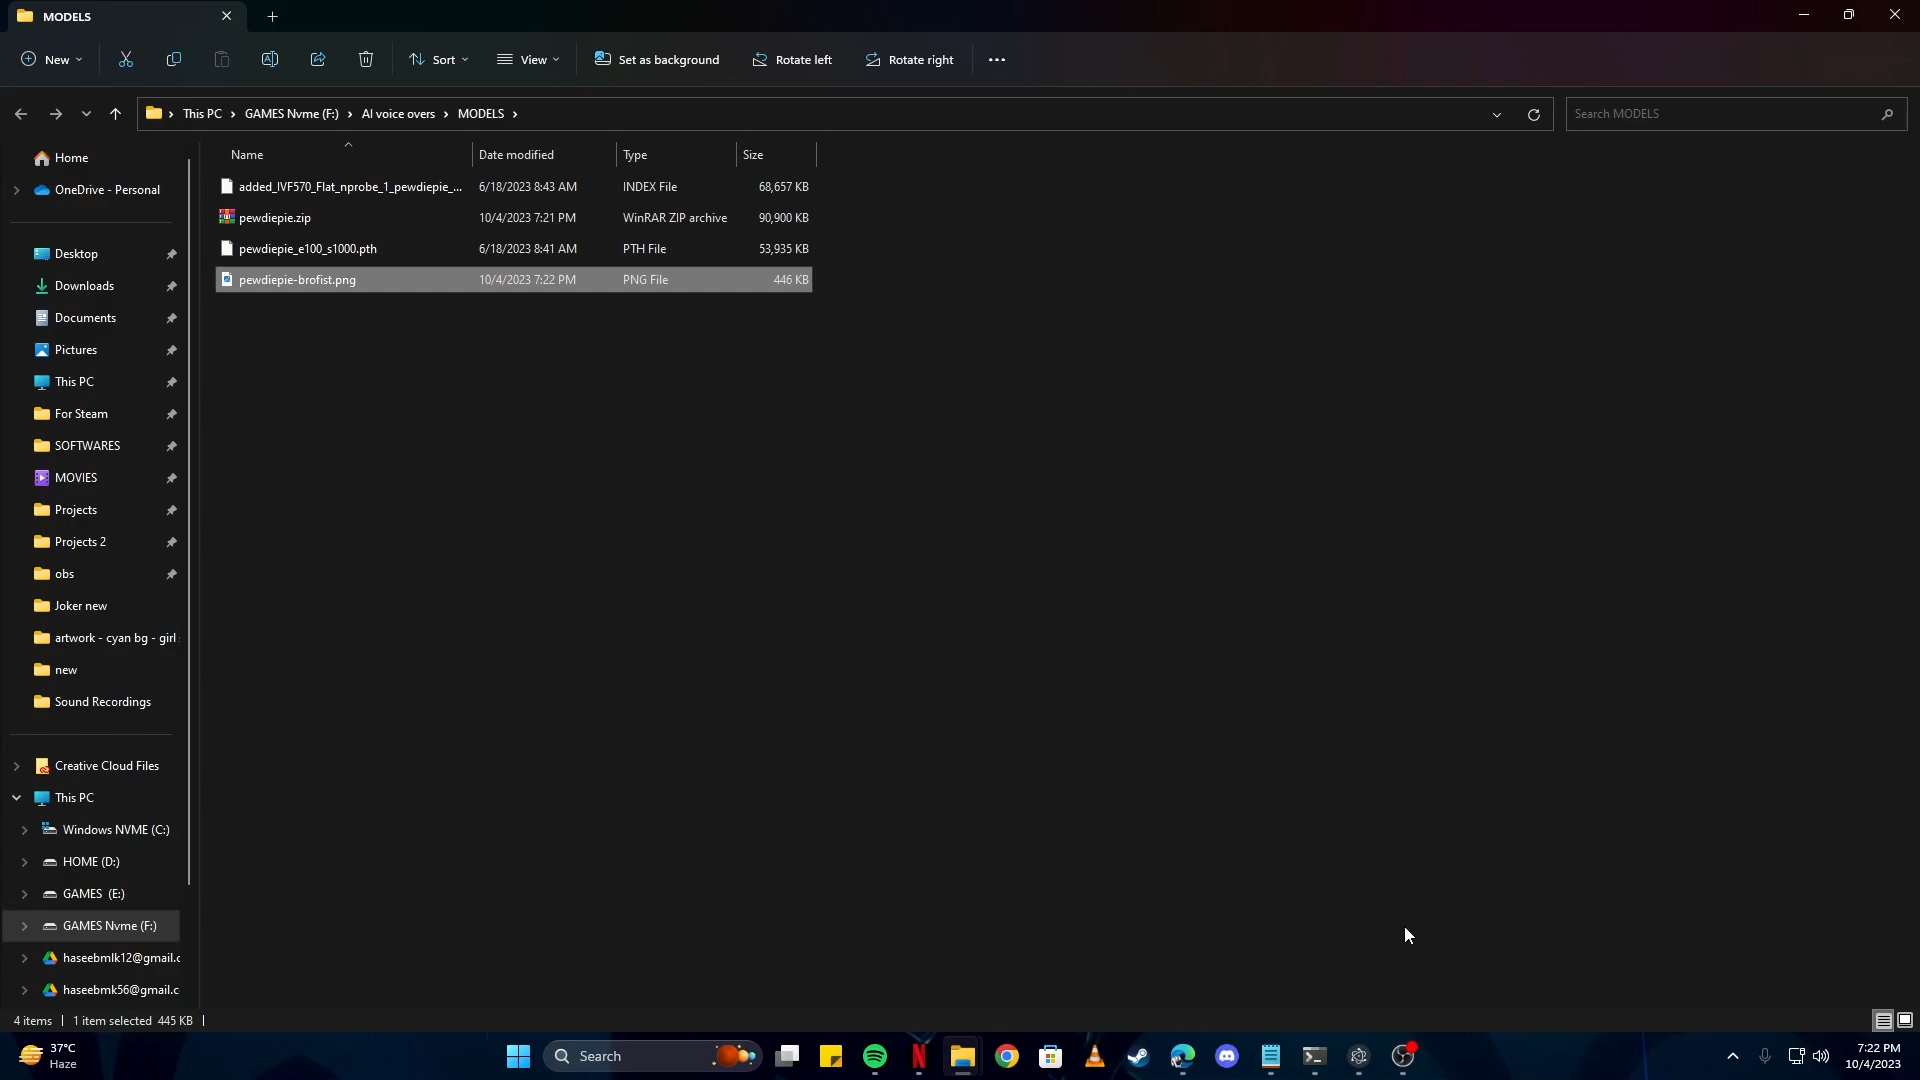 MODELS
New
Sort
View
Set as background
Rotate left
Rotate right
This PC
GAMES Nvme (F:)
AI voice overs
MODELS
Search MODELS
Name
Date modified
Type
Size
added_IVF570_Flat_nprobe_1_pewdiepie_... 6/18/2023 8:43 AM INDEX File 68,657 KB
pewdiepie.zip 10/4/2023 7:21 PM WinRAR ZIP archive 90,900 KB
pewdiepie_e100_s1000.pth 6/18/2023 8:41 AM PTH File 53,935 KB
pewdiepie-brofist.png 10/4/2023 7:22 PM PNG File 446 KB
Home
OneDrive - Personal
Desktop
Downloads
Documents
Pictures
This PC
For Steam
SOFTWARES
MOVIES
Projects
Projects 2
obs
Joker new
artwork - cyan bg - girl
new
Sound Recordings
Creative Cloud Files
This PC
Windows NVME (C:)
HOME (D:)
GAMES (E:)
GAMES Nvme (F:)
haseebmlk12@gmail.c
haseebmk56@gmail.c
4 items
1 item selected 445 KB
37°C
Haze
Search
7:22 PM
10/4/2023